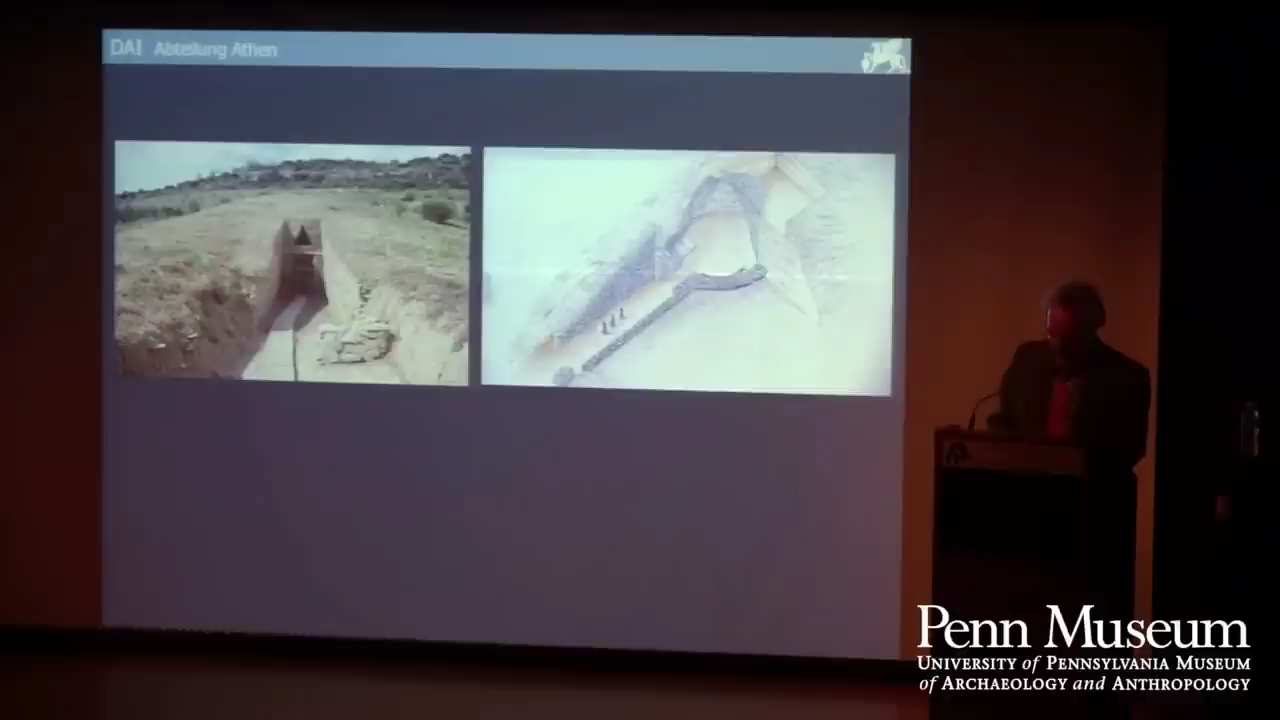 DAI Abteilung Athen
Penn Museum
UNIVERSITY of PENNSYLVANIA MUSEUM
of ARCHAEOLOGY and ANTHROPOLOGY